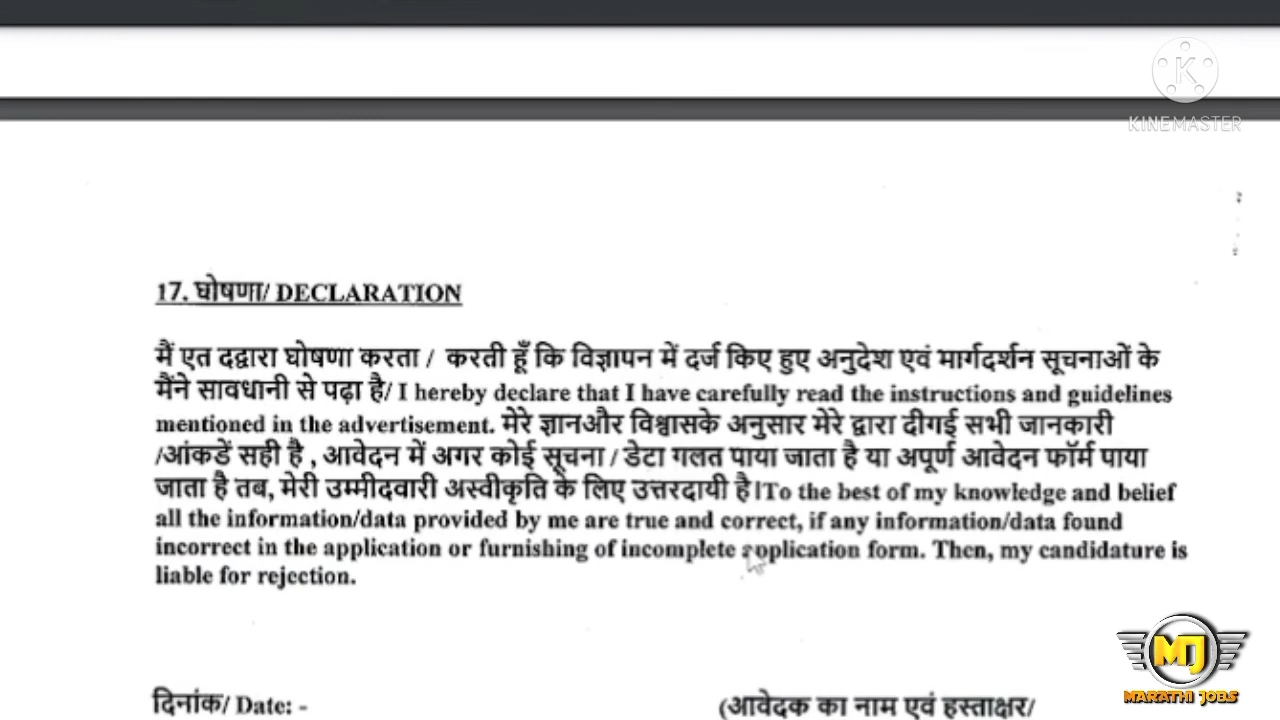 KINEMASTER
17. घोषणा/ DECLARATION
मैं एत दद्वारा घोषणा करता / करती हूँ कि विज्ञापन में दर्ज किए हुए अनुदेश एवं मार्गदर्शन सूचनाओं के
मैंने सावधानी से पढ़ा है/ I hereby declare that I have carefully read the instructions and guidelines
mentioned in the advertisement. मेरे ज्ञानऔर विश्वासके अनुसार मेरे द्वारा दीगई सभी जानकारी
/आंकडें सही है , आवेदन में अगर कोई सूचना / डेटा गलत पाया जाता है या अपूर्ण आवेदन फॉर्म पाया
जाता है तब, मेरी उम्मीदवारी अस्वीकृति के लिए उत्तरदायी है|To the best of my knowledge and belief
all the information/data provided by me are true and correct, if any information/data found
incorrect in the application or furnishing of incomplete application form. Then, my candidature is
liable for rejection.
MJ
MARATHI JOBS
दिनांक/ Date: -
(आवेदक का नाम एवं हस्ताक्षर/